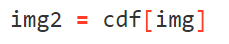 img2 = cdf[img]